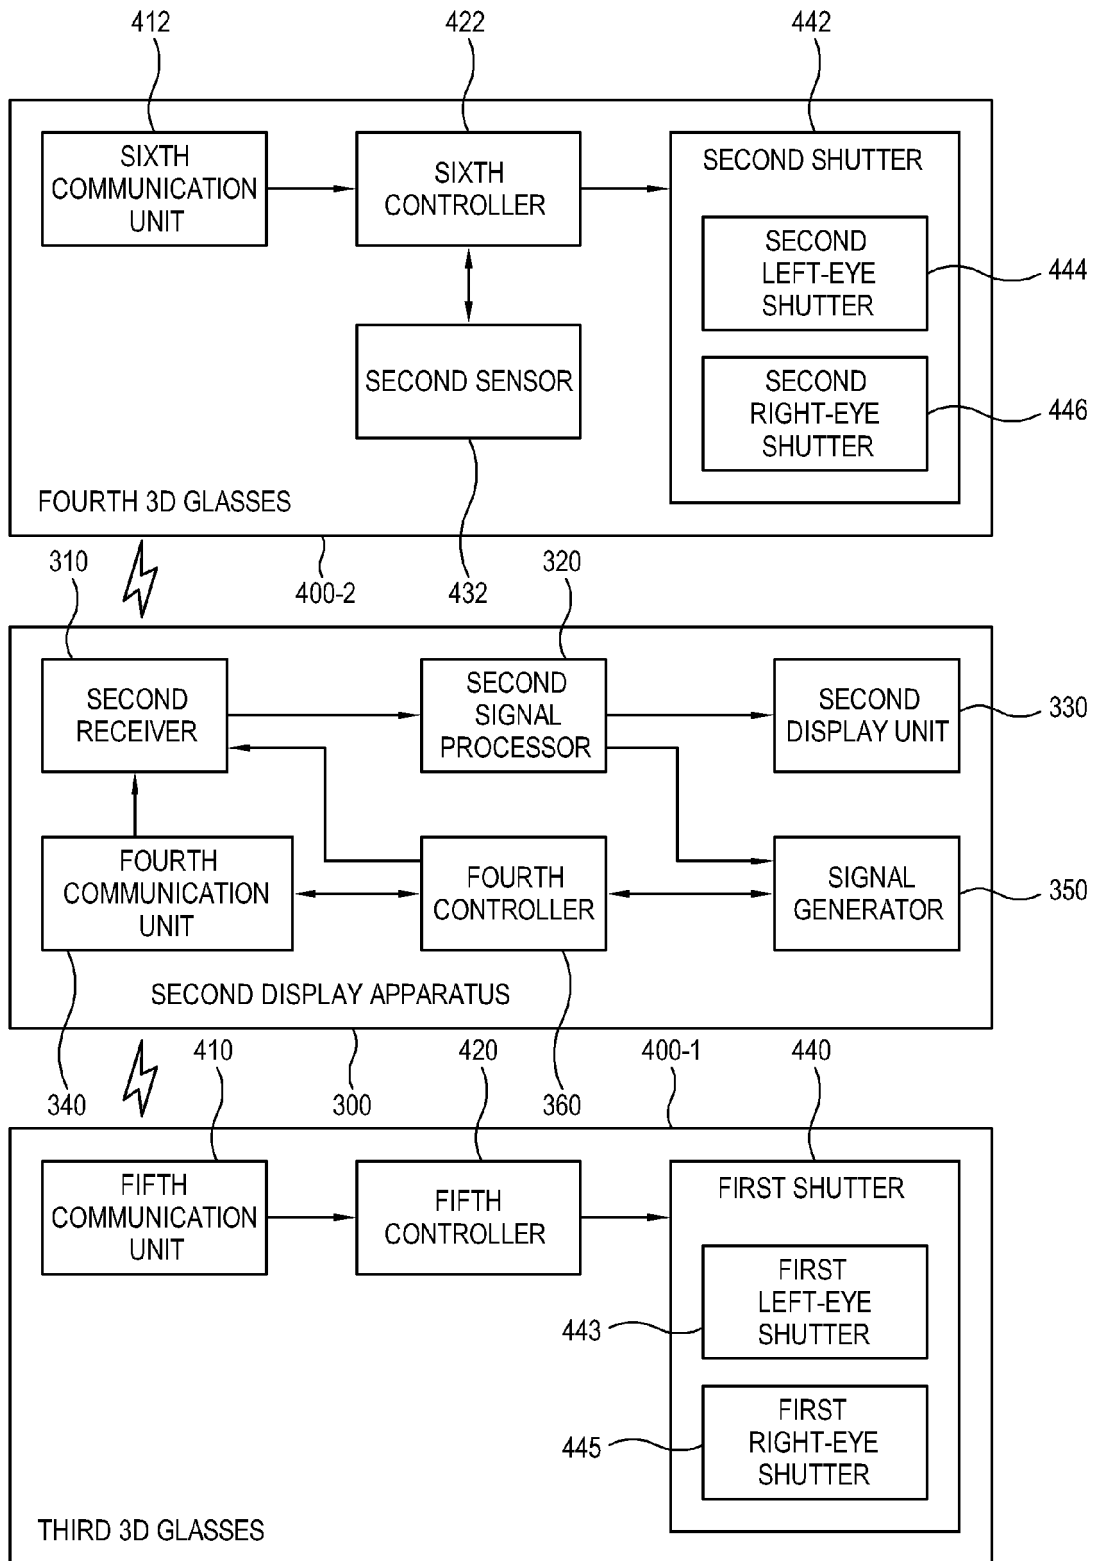 412
422
442
SIXTH
COMMUNICATION
UNIT
SIXTH
CONTROLLER
SECOND SHUTTER
SECOND
LEFT-EYE
SHUTTER
444
SECOND SENSOR
SECOND
RIGHT-EYE
SHUTTER
446
FOURTH 3D GLASSES
310
400-2
432
320
SECOND
RECEIVER
SECOND
SIGNAL
PROCESSOR
SECOND
DISPLAY UNIT
330
FOURTH
COMMUNICATION
UNIT
FOURTH
CONTROLLER
SIGNAL
GENERATOR
350
SECOND DISPLAY APPARATUS
340
410
300
420
360
400-1
440
FIFTH
COMMUNICATION
UNIT
FIFTH
CONTROLLER
FIRST SHUTTER
FIRST
LEFT-EYE
SHUTTER
443
FIRST
RIGHT-EYE
SHUTTER
445
THIRD 3D GLASSES